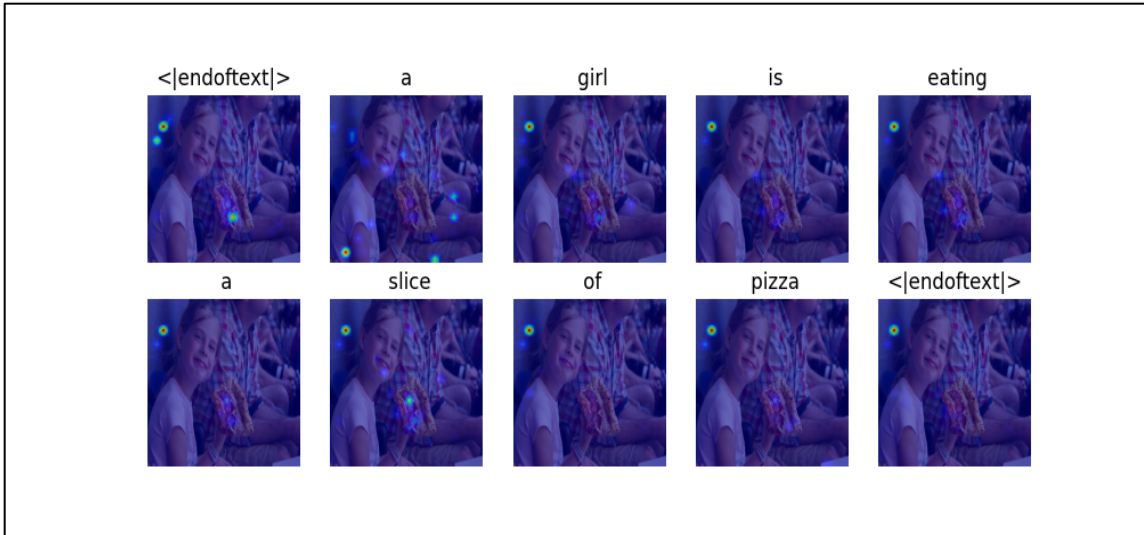 <|endoftext|> a girl is eating
a slice of pizza <|endoftext|>